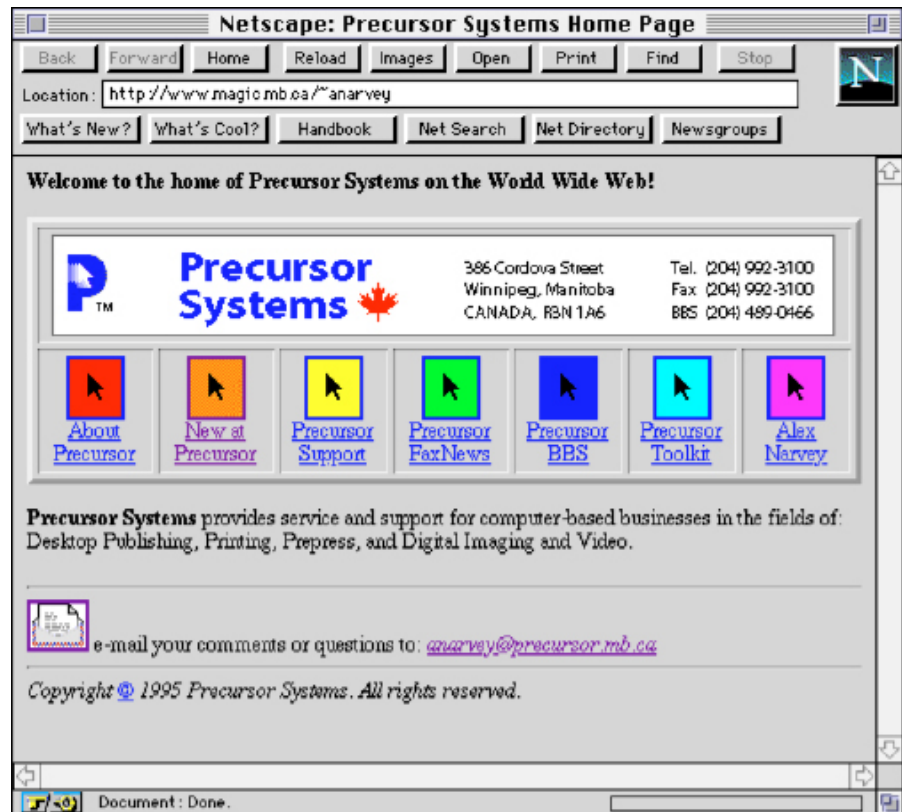 Netscape: Precursor Systems Home Page
Back Forward Home Reload Images Open Print Find Stop
N
Location: http://www.magic.mb.ca/~anarvey
What's New? What's Cool? Handbook Net Search Net Directory Newsgroups
Welcome to the home of Precursor Systems on the World Wide Web!
Precursor 386 Cordova Street Tel. (204) 992-3100
Systems Winnipeg, Manitoba Fax (204) 992-3100
TM CANADA, R3N 1A6 BBS (204) 489-0466
About New at Precursor Precursor Precursor Precursor Alex
Precursor Precursor Support FaxNews BBS Toolkit Narvey
Precursor Systems provides service and support for computer-based businesses in the fields of:
Desktop Publishing, Printing, Prepress, and Digital Imaging and Video.
e-mail your comments or questions to: anarvey@precursor.mb.ca
Copyright © 1995 Precursor Systems. All rights reserved.
Document: Done.